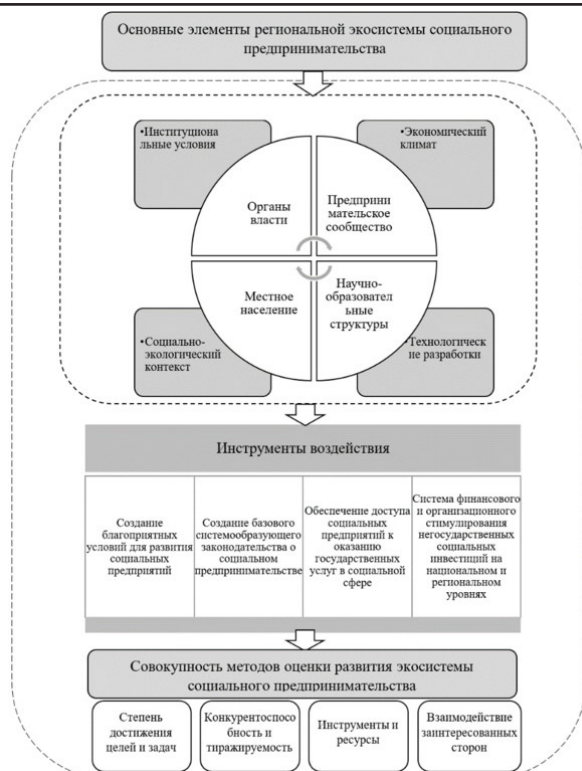 Основные элементы региональной экосистемы социального
предпринимательства
•Институциона
льные условия
•Экономический
климат
Органы
власти
Предприни
мательское
сообщество
Местное
население
Научно-
образовател
ьные
структуры
•Социально-
экологический
контекст
•Технологическ
ие разработки
Инструменты воздействия
Создание
благоприятных
условий для развития
социальных
предприятий
Создание базового
системообразующего
законодательства о
социальном
предпринимательстве
Обеспечение доступа
социальных
предприятий к
оказанию
государственных
услуг в социальной
сфере
Система финансового
и организационного
стимулирования
негосударственных
социальных
инвестиций на
национальном и
региональном
уровнях
Совокупность методов оценки развития экосистемы
социального предпринимательства
Степень
достижения
целей и задач
Конкурентоспосо
бность и
тиражируемость
Инструменты и
ресурсы
Взаимодействие
заинтересованных
сторон